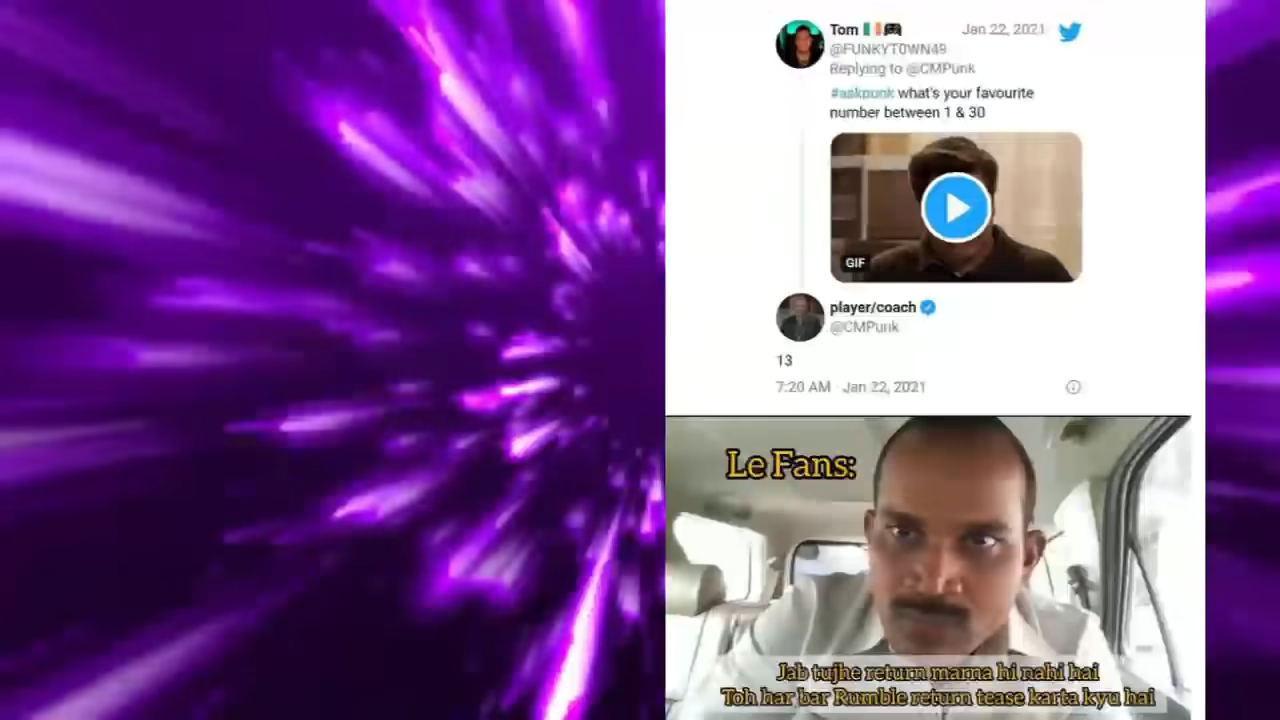 Tom
Jan 22, 2021
@FUNKYT0WN49
Replying to @CMPunk
#askpunk what's your favourite
number between 1 & 30
GIF
player/coach
@CMPunk
13
7:20 AM · Jan 22, 2021
Le Fans:
Jab tujhe return marna hi nahi hai
Toh har bar Rumble return tease karta kyu hai